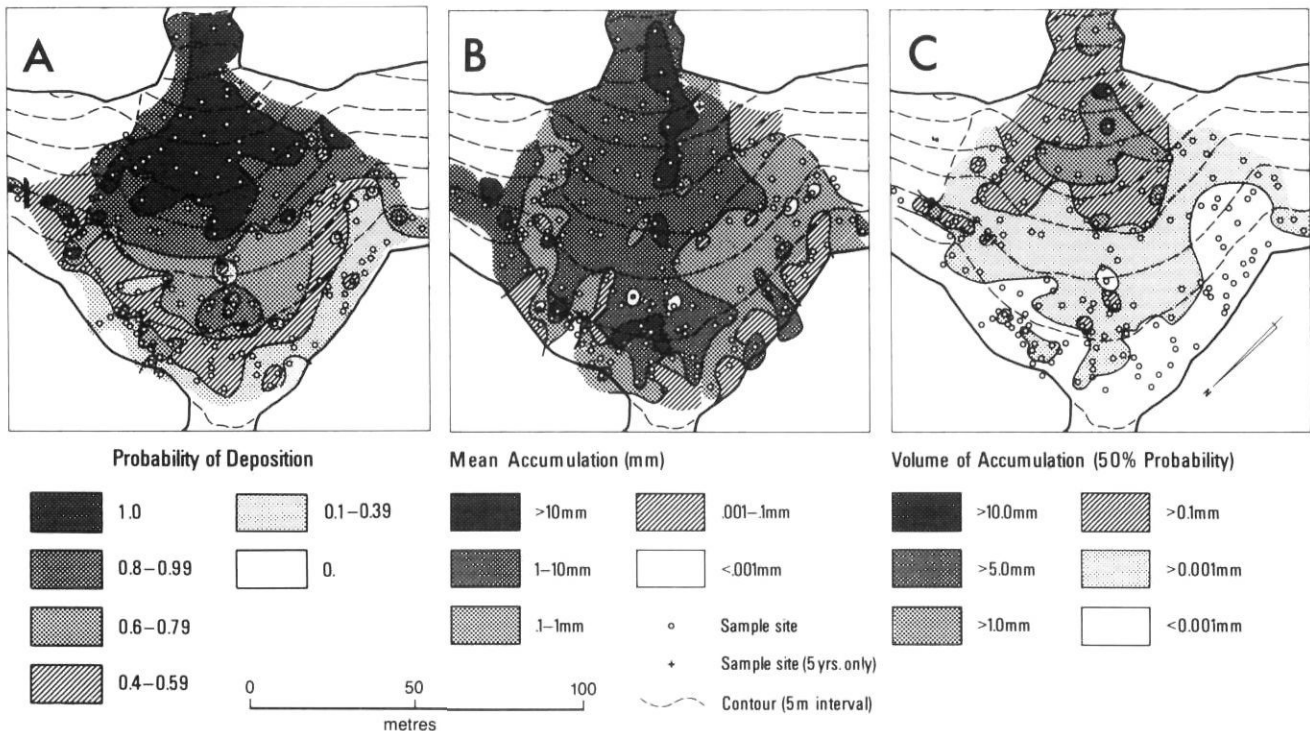 A
B
C
N
Probability of Deposition
1.0
0.8–0.99
0.6–0.79
0.4–0.59
0.1–0.39
0.
0 50 100
metres
Mean Accumulation (mm)
>10mm
1–10mm
.1–1mm
.001–.1mm
<.001mm
Sample site
Sample site (5 yrs. only)
Contour (5m interval)
Volume of Accumulation (50% Probability)
>10.0mm
>5.0mm
>1.0mm
>0.1mm
>0.001mm
<0.001mm